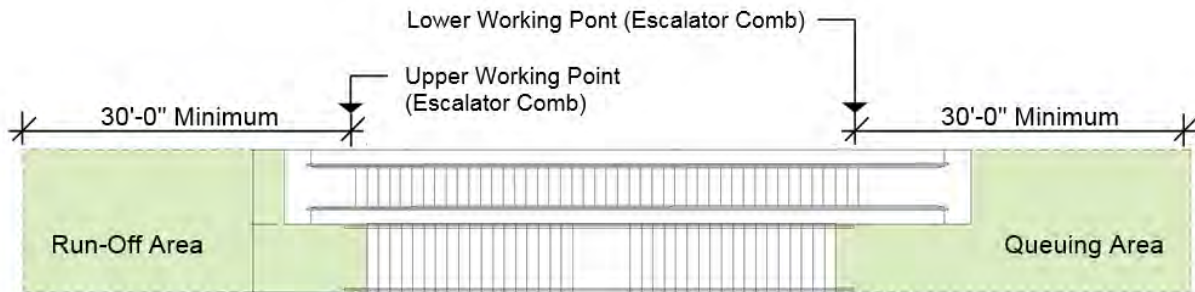 Lower Working Pont (Escalator Comb)
Upper Working Point
(Escalator Comb)
30'-0" Minimum
30'-0" Minimum
Run-Off Area
Queuing Area